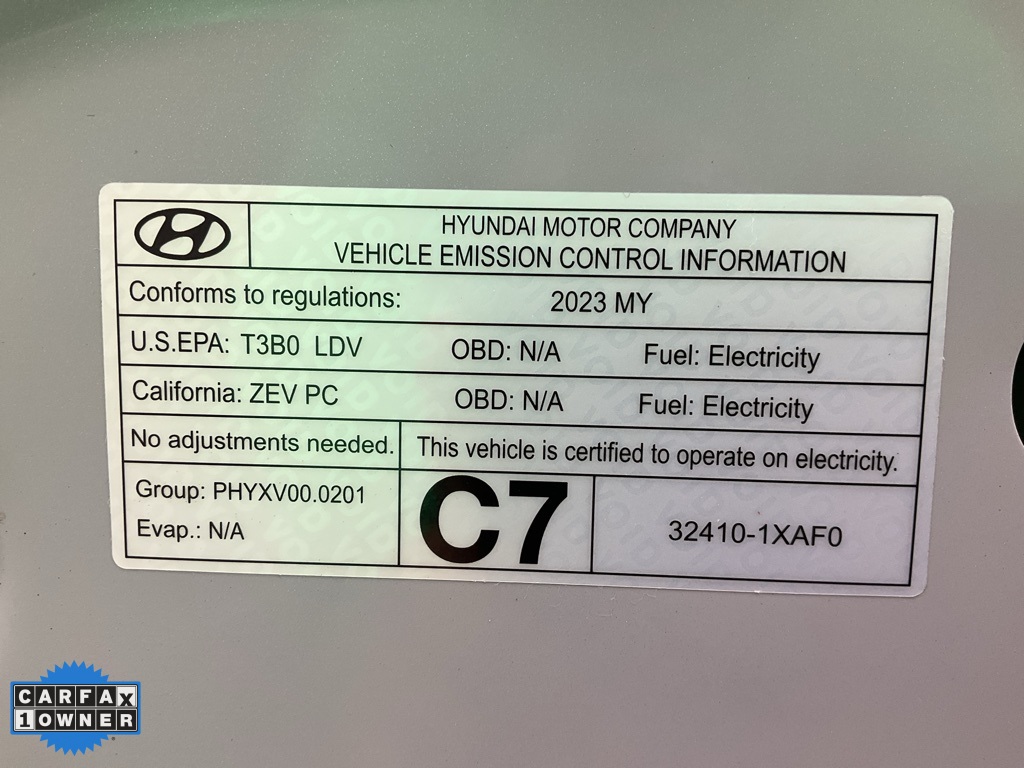 HYUNDAI MOTOR COMPANY
VEHICLE EMISSION CONTROL INFORMATION
Conforms to regulations: 2023 MY
U.S.EPA: T3B0 LDV OBD: N/A Fuel: Electricity
California: ZEV PC OBD: N/A Fuel: Electricity
No adjustments needed. This vehicle is certified to operate on electricity.
Group: PHYXV00.0201
Evap.: N/A
C7
32410-1XAF0
CARFAX
1 OWNER